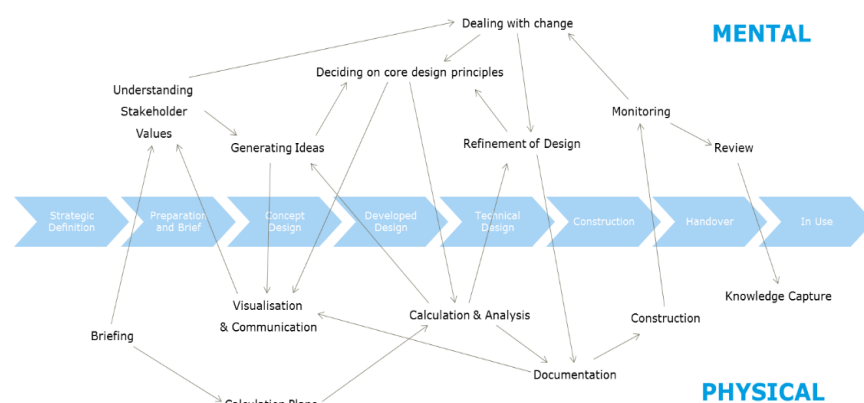 Dealing with change
MENTAL
Deciding on core design principles
Understanding
Stakeholder
Values
Monitoring
Generating Ideas
Refinement of Design
Review
Strategic
Definition
Preparation
and Brief
Concept
Design
Developed
Design
Technical
Design
Construction
Handover
In Use
Visualisation
& Communication
Calculation & Analysis
Construction
Knowledge Capture
Briefing
Documentation
PHYSICAL
Calculation Plans